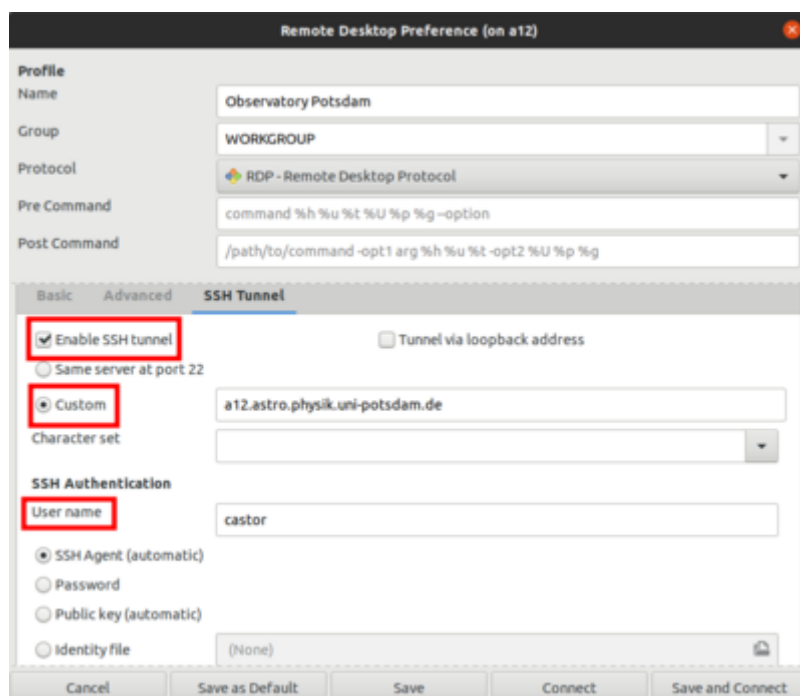 Remote Desktop Preference (on a12)
Profile
Name
Observatory Potsdam
Group
WORKGROUP
Protocol
RDP - Remote Desktop Protocol
Pre Command
command %h %u %t %U %p %g --option
Post Command
/path/to/command -opt1 arg %h %u %t -opt2 %U %p %g
Basic Advanced SSH Tunnel
Enable SSH tunnel Tunnel via loopback address
Same server at port 22
Custom a12.astro.physik.uni-potsdam.de
Character set
SSH Authentication
User name
castor
SSH Agent (automatic)
Password
Public key (automatic)
Identity file (None)
Cancel Save as Default Save Connect Save and Connect